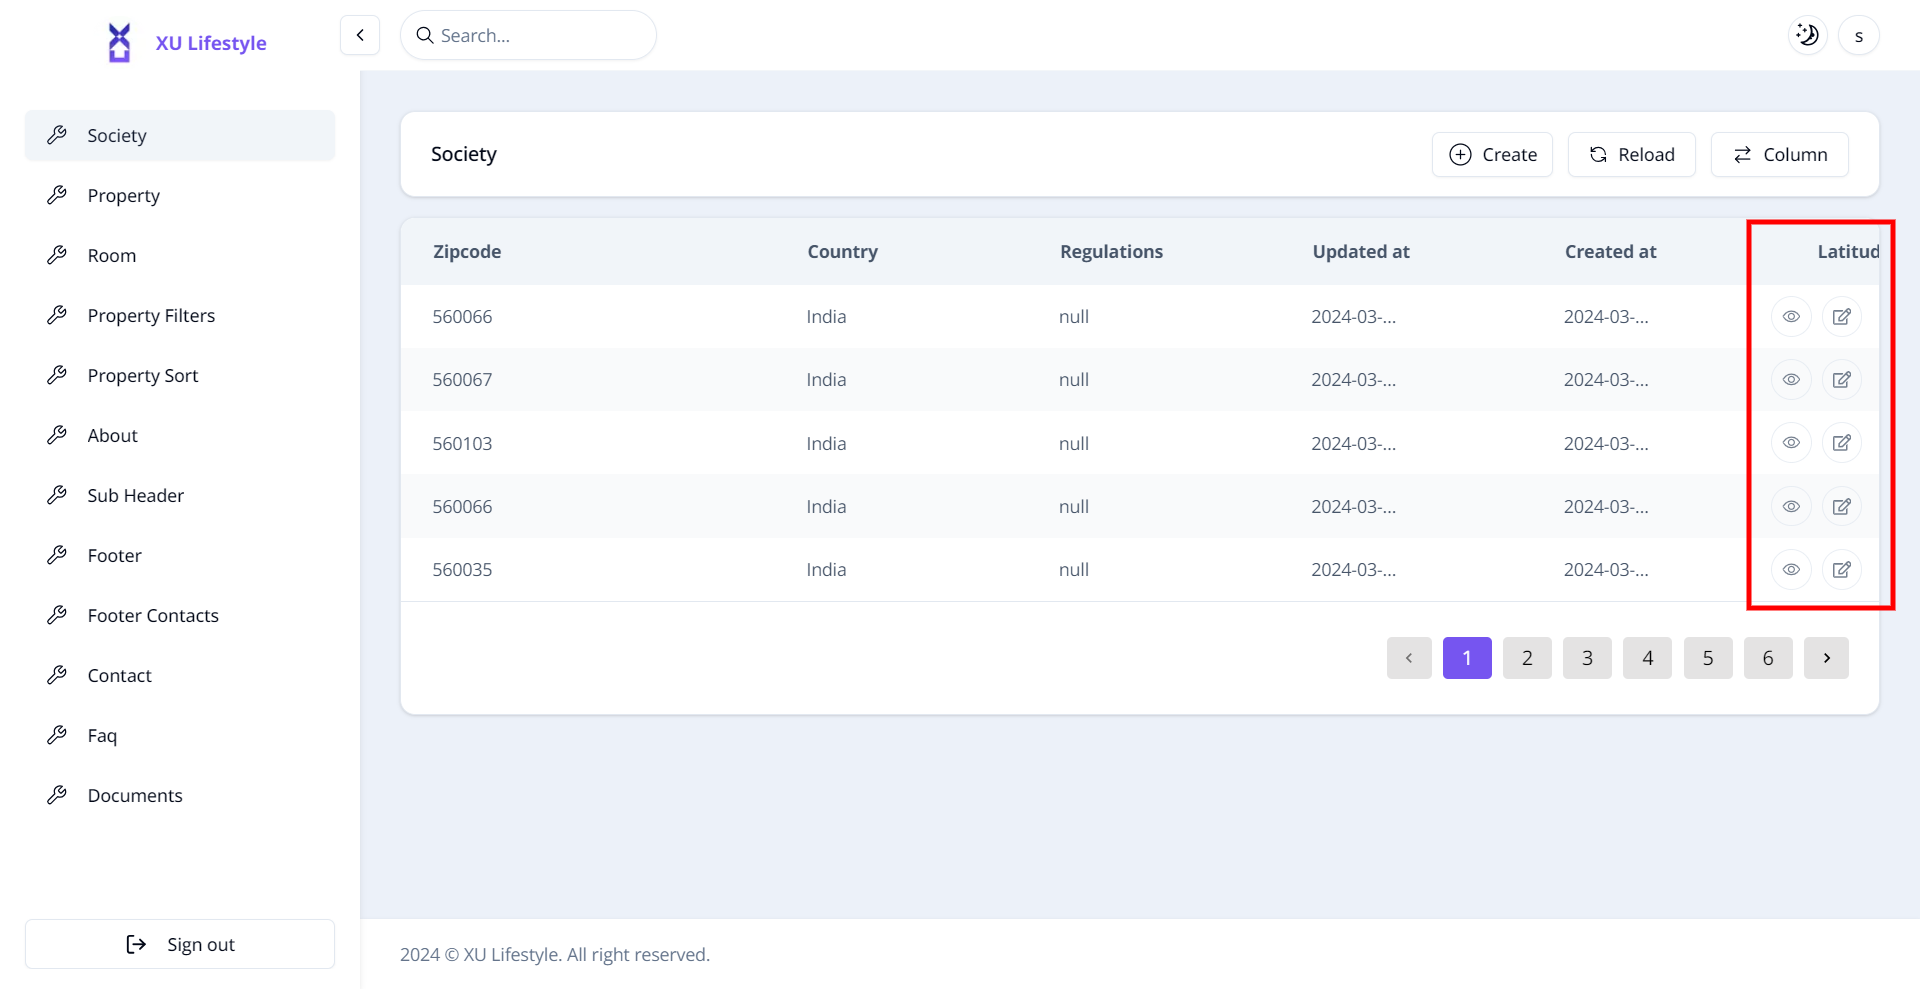 XU Lifestyle
Search...
s
Society
Property
Room
Property Filters
Property Sort
About
Sub Header
Footer
Footer Contacts
Contact
Faq
Documents
Sign out
Society
Create
Reload
Column
Zipcode Country Regulations Updated at Created at Latitud
560066 India null 2024-03-... 2024-03-...
560067 India null 2024-03-... 2024-03-...
560103 India null 2024-03-... 2024-03-...
560066 India null 2024-03-... 2024-03-...
560035 India null 2024-03-... 2024-03-...
1 2 3 4 5 6
2024 © XU Lifestyle. All right reserved.